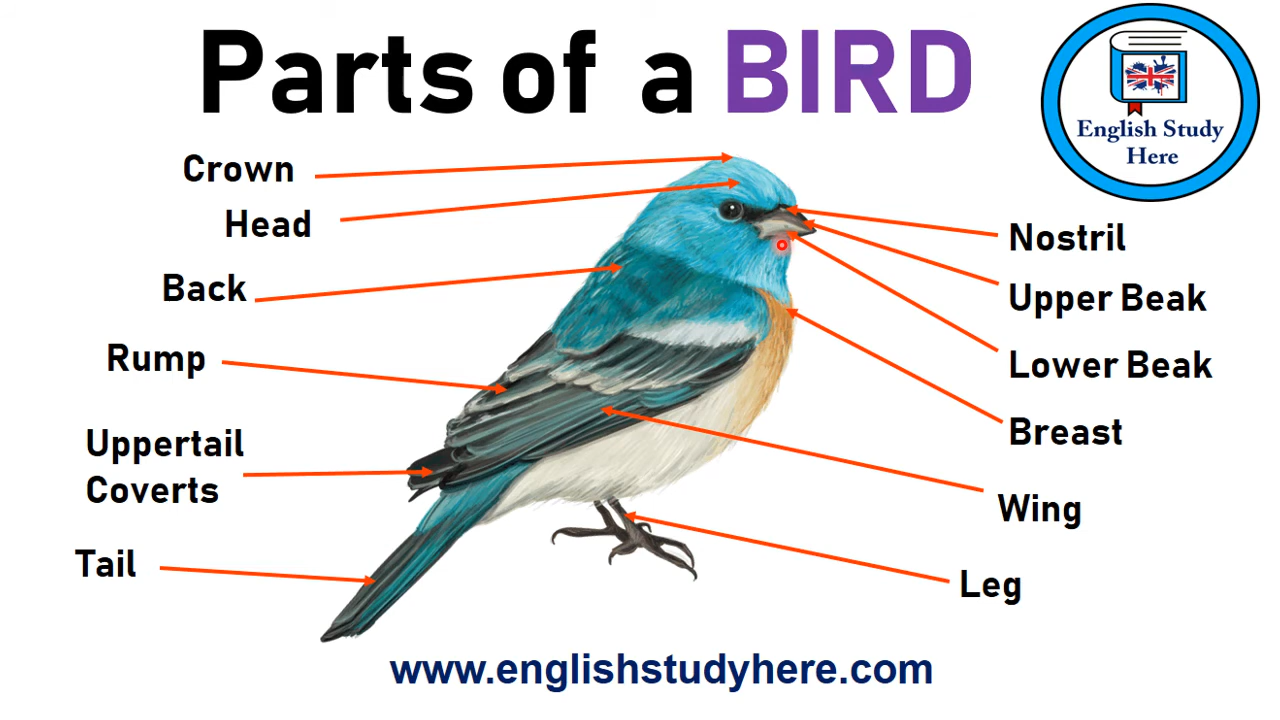 Parts of a BIRD
English Study
Here
Crown
Head
Back
Rump
Uppertail
Coverts
Tail
Nostril
Upper Beak
Lower Beak
Breast
Wing
Leg
www.englishstudyhere.com